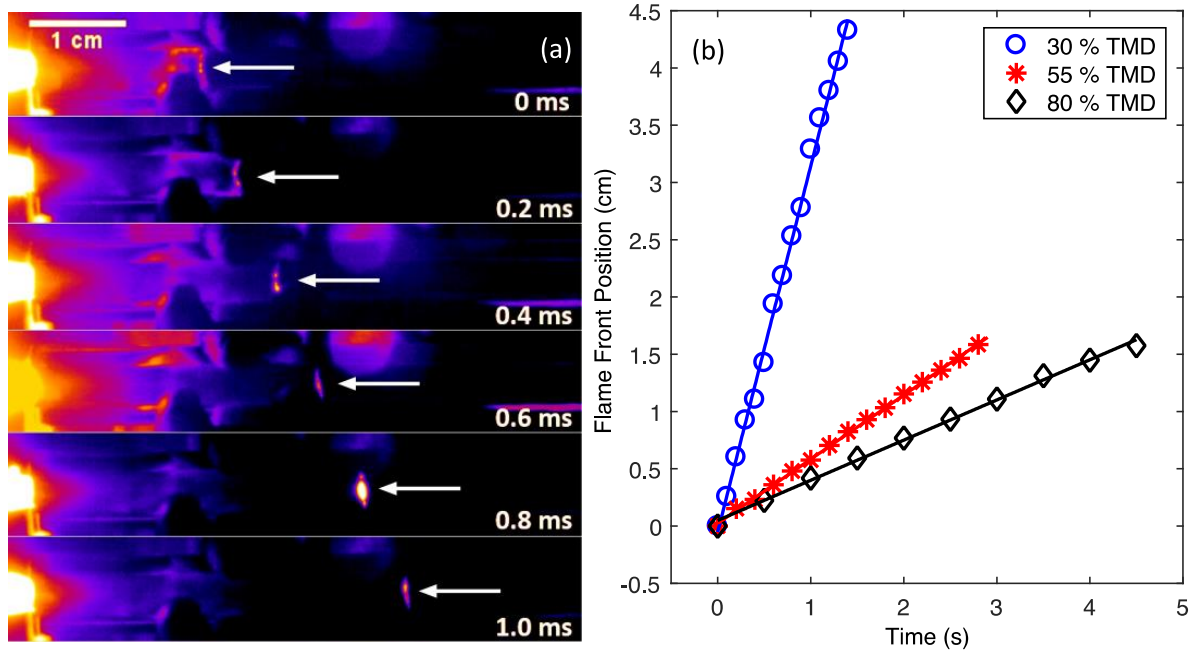 1 cm
(a)
0 ms
0.2 ms
0.4 ms
0.6 ms
0.8 ms
1.0 ms
(b)
30 % TMD
55 % TMD
80 % TMD
Flame Front Position (cm)
4.5
4
3.5
3
2.5
2
1.5
1
0.5
0
-0.5
0 1 2 3 4 5
Time (s)